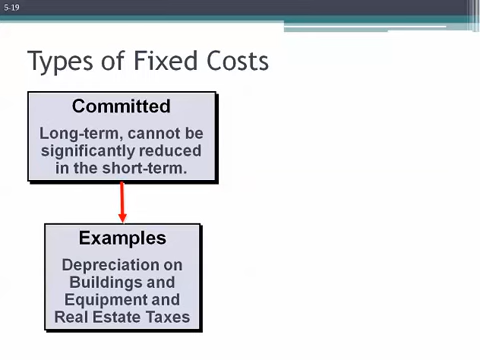 5-19
Types of Fixed Costs
Committed
Long-term, cannot be
significantly reduced
in the short-term.
Examples
Depreciation on
Buildings and
Equipment and
Real Estate Taxes